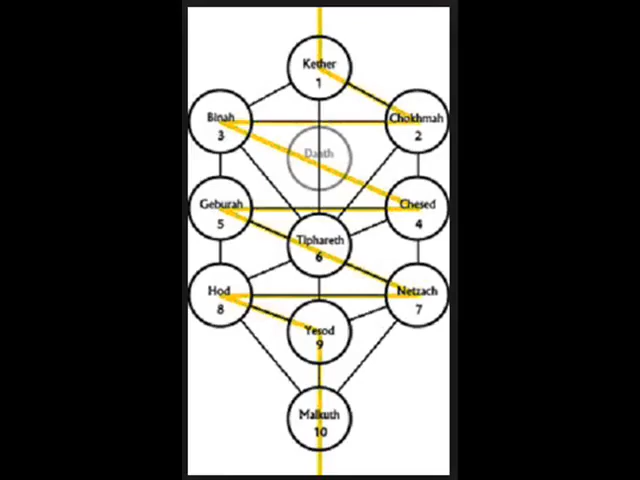 Kether
1
Binah
3
Chokhmah
2
Daath
Geburah
5
Chesed
4
Tiphareth
6
Hod
8
Netzach
7
Yesod
9
Malkuth
10